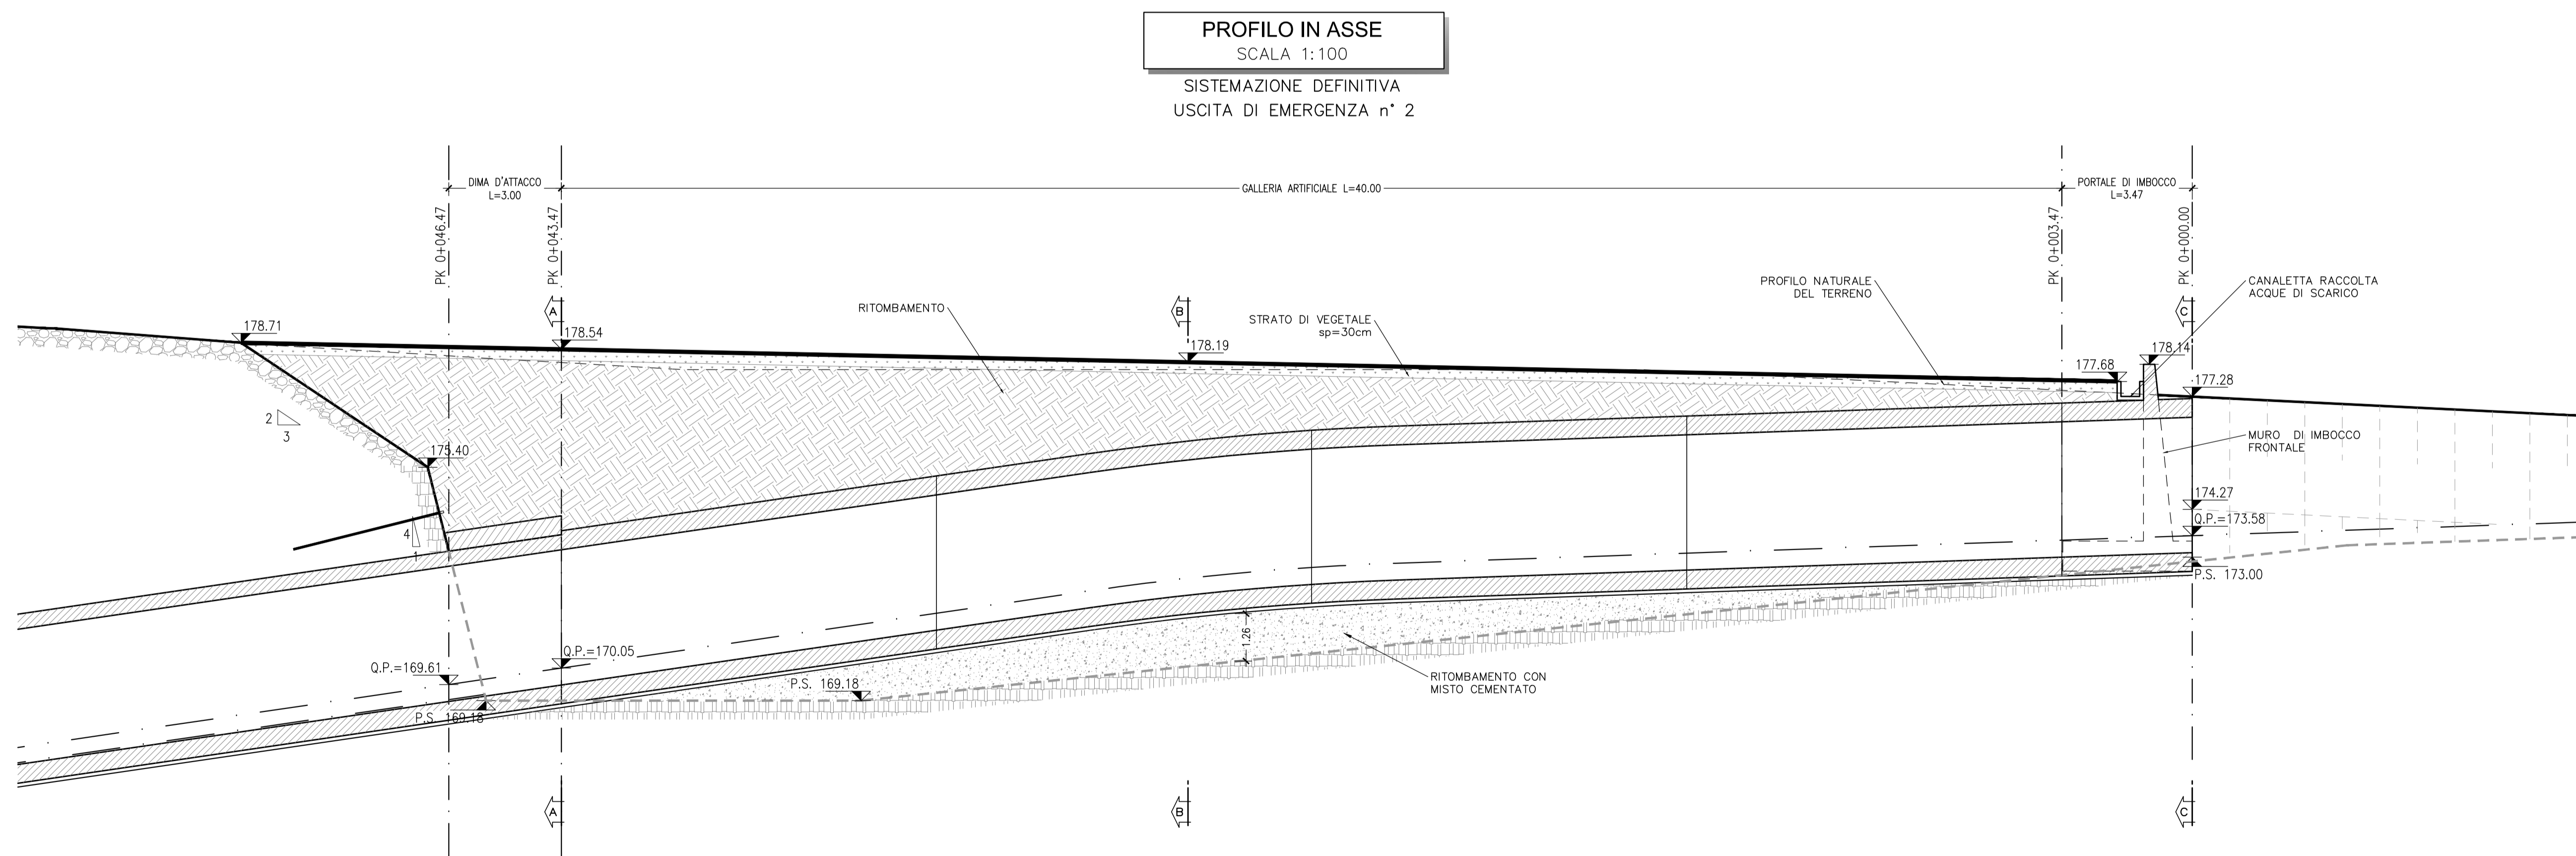 PROFILO IN ASSE
SCALA 1:100
SISTEMAZIONE DEFINITIVA
USCITA DI EMERGENZA n° 2
DIMA D'ATTACCO
L=3.00
GALLERIA ARTIFICIALE L=40.00
PORTALE DI IMBOCCO
L=3.47
PK 0+046.47
PK 0+043.47
PK 0+003.47
PK 0+000.00
A
B
C
RITOMBAMENTO
STRATO DI VEGETALE
sp=30cm
PROFILO NATURALE
DEL TERRENO
CANALETTA RACCOLTA
ACQUE DI SCARICO
178.71
178.54
178.19
177.68
178.14
177.28
2
3
175.40
4
1
MURO DI IMBOCCO
FRONTALE
174.27
Q.P.=173.58
P.S. 173.00
1.26
Q.P.=169.61
Q.P.=170.05
P.S. 169.18
P.S. 169.18
RITOMBAMENTO CON
MISTO CEMENTATO
A
B
C